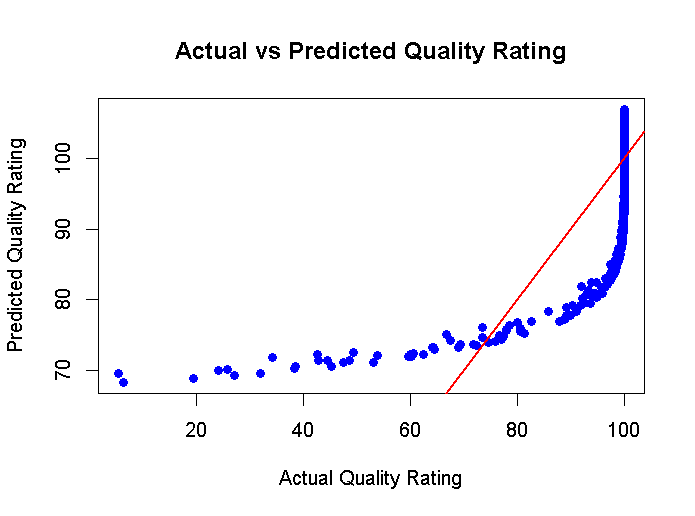 Actual vs Predicted Quality Rating
Predicted Quality Rating
100
90
80
70
20 40 60 80 100
Actual Quality Rating